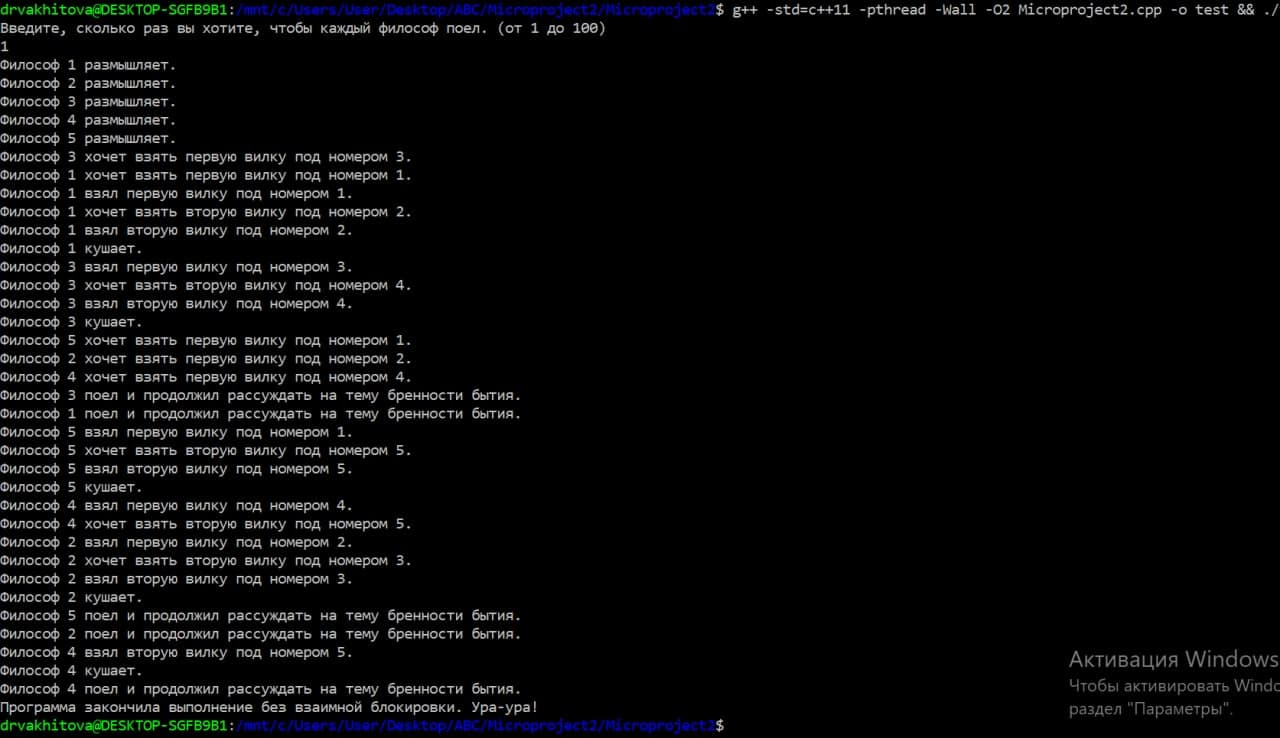 drvakhitova@DESKTOP-SGFB9B1:/mnt/c/Users/User/Desktop/ABC/Microproject2/Microproject2$ g++ -std=c++11 -pthread -Wall -O2 Microproject2.cpp -o test && ./
Введите, сколько раз вы хотите, чтобы каждый философ поел. (от 1 до 100)
1
Философ 1 размышляет.
Философ 2 размышляет.
Философ 3 размышляет.
Философ 4 размышляет.
Философ 5 размышляет.
Философ 3 хочет взять первую вилку под номером 3.
Философ 1 хочет взять первую вилку под номером 1.
Философ 1 взял первую вилку под номером 1.
Философ 1 хочет взять вторую вилку под номером 2.
Философ 1 взял вторую вилку под номером 2.
Философ 1 кушает.
Философ 3 взял первую вилку под номером 3.
Философ 3 хочет взять вторую вилку под номером 4.
Философ 3 взял вторую вилку под номером 4.
Философ 3 кушает.
Философ 5 хочет взять первую вилку под номером 1.
Философ 2 хочет взять первую вилку под номером 2.
Философ 4 хочет взять первую вилку под номером 4.
Философ 3 поел и продолжил рассуждать на тему бренности бытия.
Философ 1 поел и продолжил рассуждать на тему бренности бытия.
Философ 5 взял первую вилку под номером 1.
Философ 5 хочет взять вторую вилку под номером 5.
Философ 5 взял вторую вилку под номером 5.
Философ 5 кушает.
Философ 4 взял первую вилку под номером 4.
Философ 4 хочет взять вторую вилку под номером 5.
Философ 2 взял первую вилку под номером 2.
Философ 2 хочет взять вторую вилку под номером 3.
Философ 2 взял вторую вилку под номером 3.
Философ 2 кушает.
Философ 5 поел и продолжил рассуждать на тему бренности бытия.
Философ 2 поел и продолжил рассуждать на тему бренности бытия.
Философ 4 взял вторую вилку под номером 5.
Философ 4 кушает.
Философ 4 поел и продолжил рассуждать на тему бренности бытия.
Программа закончила выполнение без взаимной блокировки. Ура-ура!
drvakhitova@DESKTOP-SGFB9B1:/mnt/c/Users/User/Desktop/ABC/Microproject2/Microproject2$
Активация Windows
Чтобы активировать Windo
раздел "Параметры".